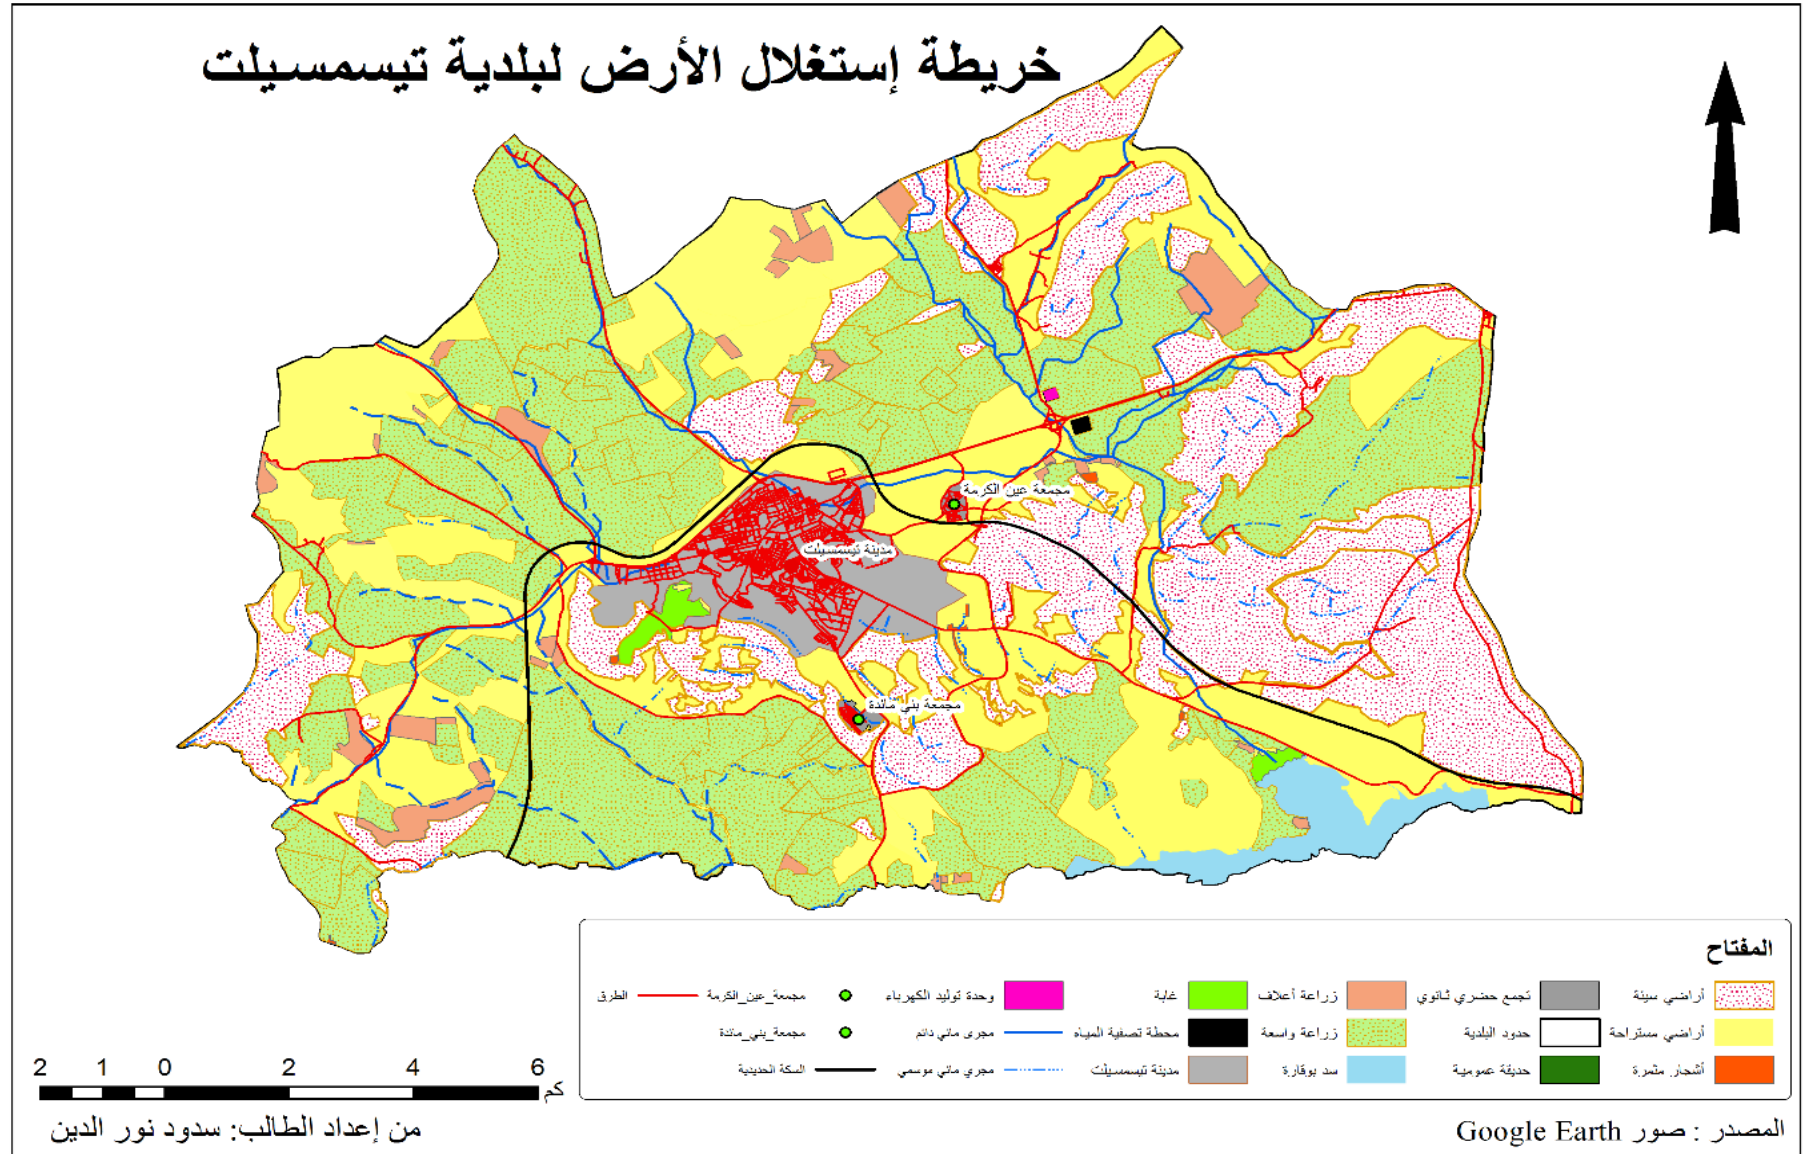 خريطة إستغلال الأرض لبلدية تيسمسيلت
مجمعة عين الكرمة
مدينة تيسمسيلت
مجمعة بني مائدة
المفتاح
أراضي سيئة
تجمع حضري ثانوي
زراعة أعلاف
غابة
وحدة توليد الكهرباء
مجمعة_عين_الكرمة
الطرق
أراضي مستراحة
حدود البلدية
زراعة واسعة
محطة تصفية المياه
مجرى مائي دائم
مجمعة_بني_مائدة
أشجار مثمرة
حديقة عمومية
سد بوقارة
مدينة تيسمسيلت
مجري مائي موسمي
السكة الحديدية
2 1 0 2 4 6 كم
من إعداد الطالب: سدود نور الدين
المصدر : صور Google Earth